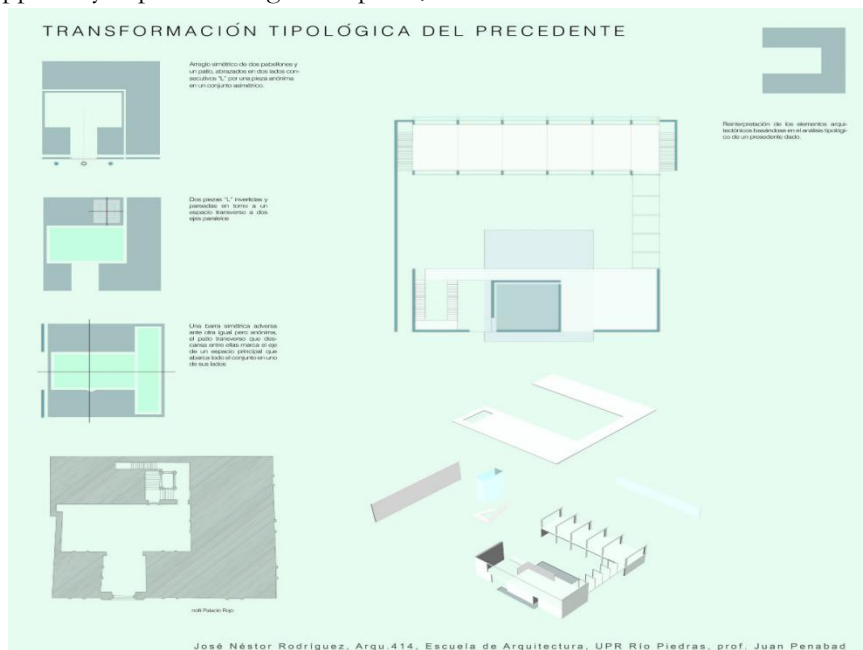 TRANSFORMACIÓN TIPOLÓGICA DEL PRECEDENTE
Arreglo simétrico de dos pabellones y
un patio, abrazados en dos lados con-
secutivos "L" por una pieza anónima
en un conjunto asimétrico.
Reinterpretación de los elementos arqui-
tectónicos basándose en el análisis tipológi-
co de un precedente dado.
Dos piezas "L" invertidas y
pareadas en torno a un
espacio transverso a dos
ejes paralelos
Una barra simétrica adversa
ante otra igual pero anónima,
el patio transverso que des-
cansa entre ellas marca el eje
de un espacio principal que
abarca todo el conjunto en uno
de sus lados
nolli Palacio Rojo
José Néstor Rodríguez, Arqu.414, Escuela de Arquitectura, UPR Río Piedras, prof. Juan Penabad